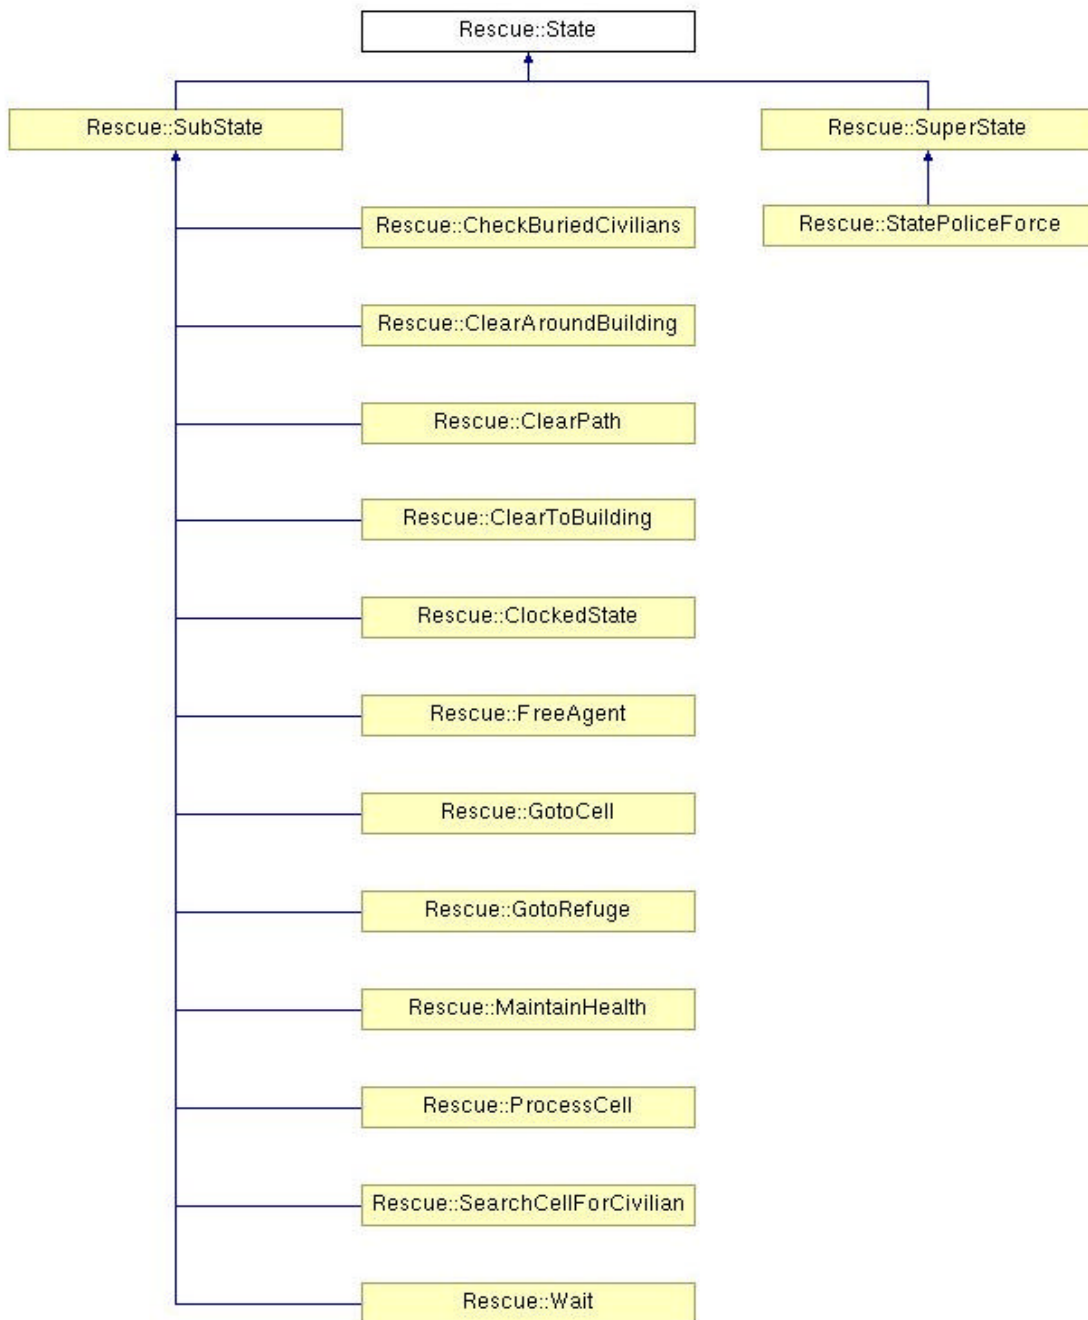 Rescue::State
Rescue::SubState
Rescue::SuperState
Rescue::CheckBuriedCivilians
Rescue::StatePoliceForce
Rescue::ClearAroundBuilding
Rescue::ClearPath
Rescue::ClearToBuilding
Rescue::ClockedState
Rescue::FreeAgent
Rescue::GotoCell
Rescue::GotoRefuge
Rescue::MaintainHealth
Rescue::ProcessCell
Rescue::SearchCellForCivilian
Rescue::Wait